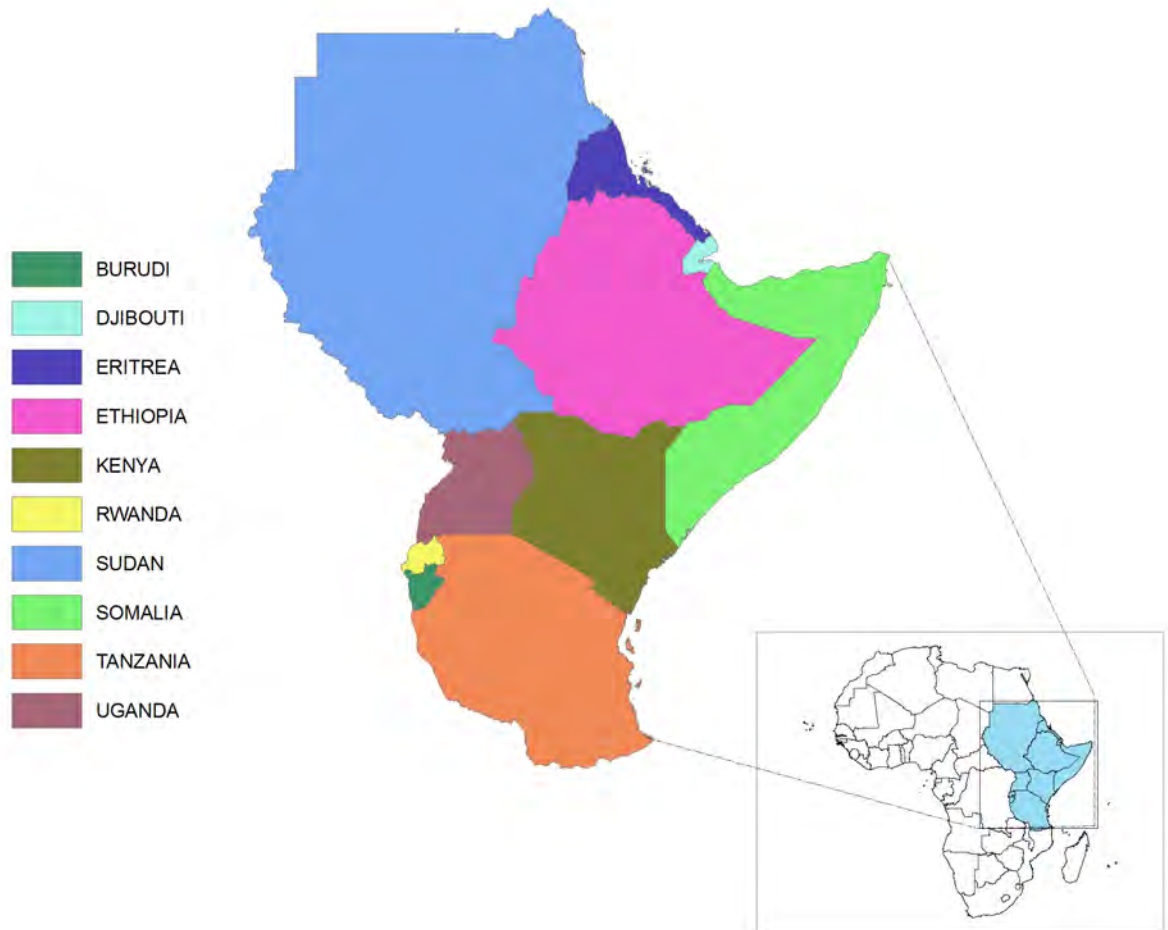 BURUDI
DJIBOUTI
ERITREA
ETHIOPIA
KENYA
RWANDA
SUDAN
SOMALIA
TANZANIA
UGANDA